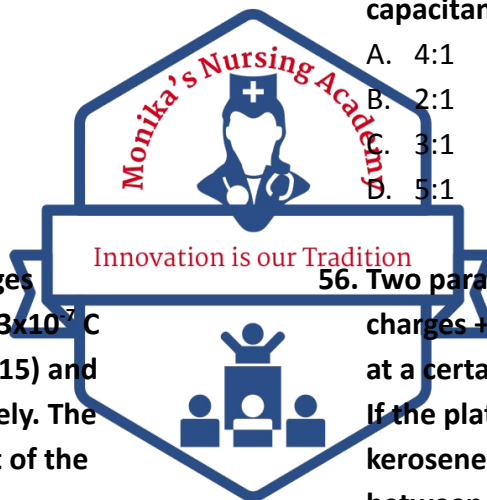 capacitan
A. 4:1
B. 2:1
C. 3:1
D. 5:1
Monika's Nursing Academy
Innovation is our Tradition
ges
3x10⁻⁷ C
15) and
ely. The
t of the
56. Two para
charges +
at a certa
If the plat
kerosene
between